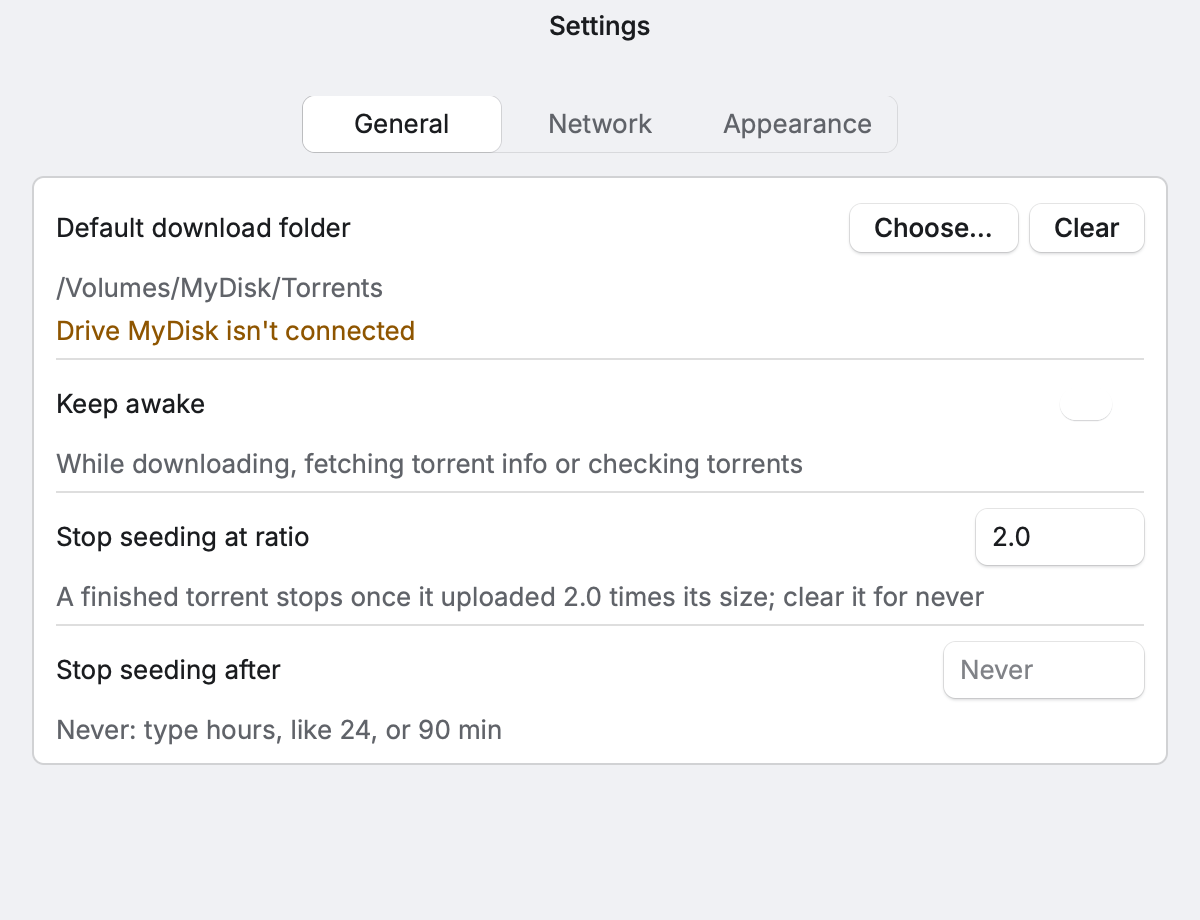 Settings
General Network Appearance
Default download folder Choose... Clear
/Volumes/MyDisk/Torrents
Drive MyDisk isn't connected
Keep awake
While downloading, fetching torrent info or checking torrents
Stop seeding at ratio 2.0
A finished torrent stops once it uploaded 2.0 times its size; clear it for never
Stop seeding after Never
Never: type hours, like 24, or 90 min